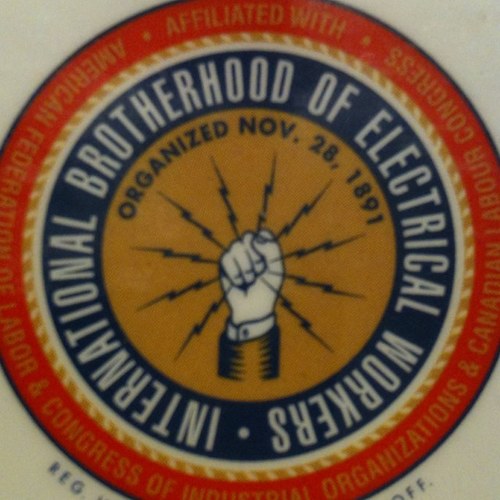 AFFILIATED WITH
AMERICAN FEDERATION OF LABOR & CONGRESS OF INDUSTRIAL ORGANIZATIONS & CANADIAN LABOUR CONGRESS
INTERNATIONAL BROTHERHOOD OF ELECTRICAL WORKERS
ORGANIZED NOV. 28, 1891
REG.
OFF.